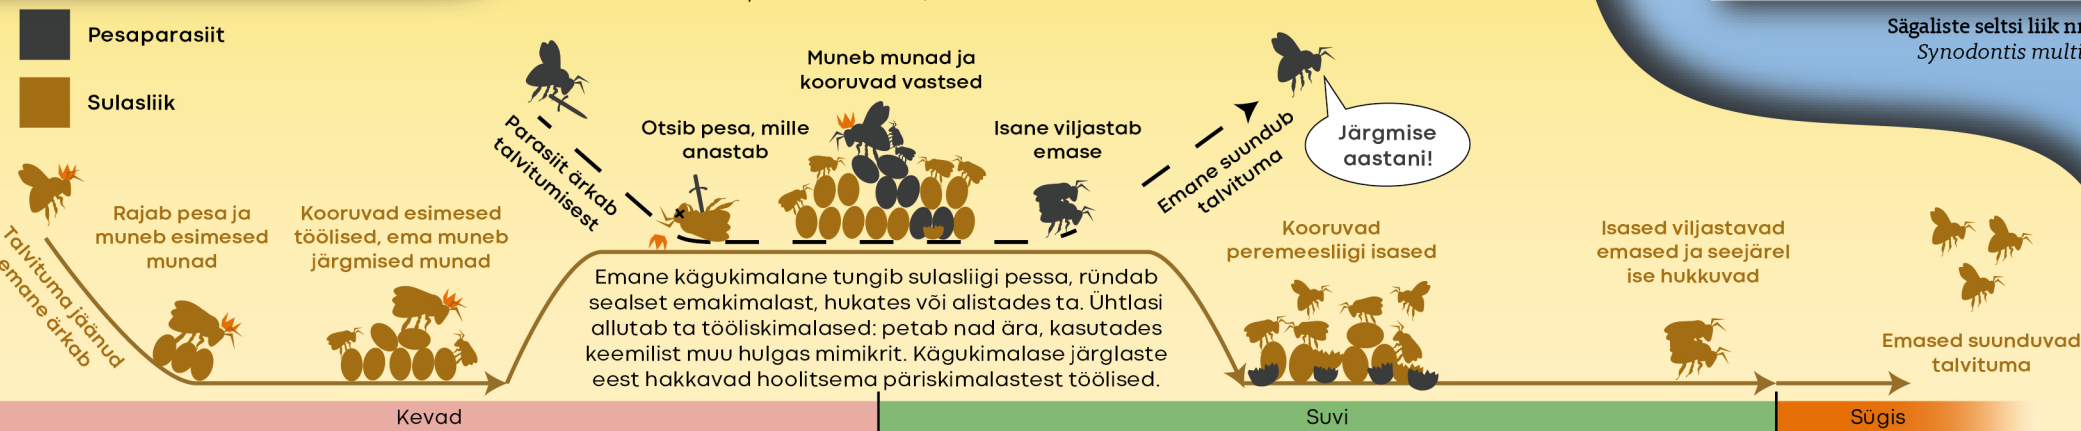 Pesaparasiit
Sulasliik
Talvituma jäänud
emane ärkab
Rajab pesa ja
muneb esimesed
munad
Kooruvad esimesed
töölised, ema muneb
järgmised munad
Parasiit ärkab
talvitumisest
Otsib pesa, mille
anastab
Muneb munad ja
kooruvad vastsed
Isane viljastab
emase
Emane suundub
talvituma
Järgmise
aastani!
Emane kägukimalane tungib sulasliigi pessa, ründab
sealset emakimalast, hukates või alistades ta. Ühtlasi
allutab ta tööliskimalased: petab nad ära, kasutades
keemilist muu hulgas mimikrit. Kägukimalase järglaste
eest hakkavad hoolitsema päriskimalastest töölised.
Kooruvad
peremeesliigi isased
Isased viljastavad
emased ja seejärel
ise hukkuvad
Emased suunduvad
talvituma
Sägaliste seltsi liik
Synodontis multi
Kevad
Suvi
Sügis